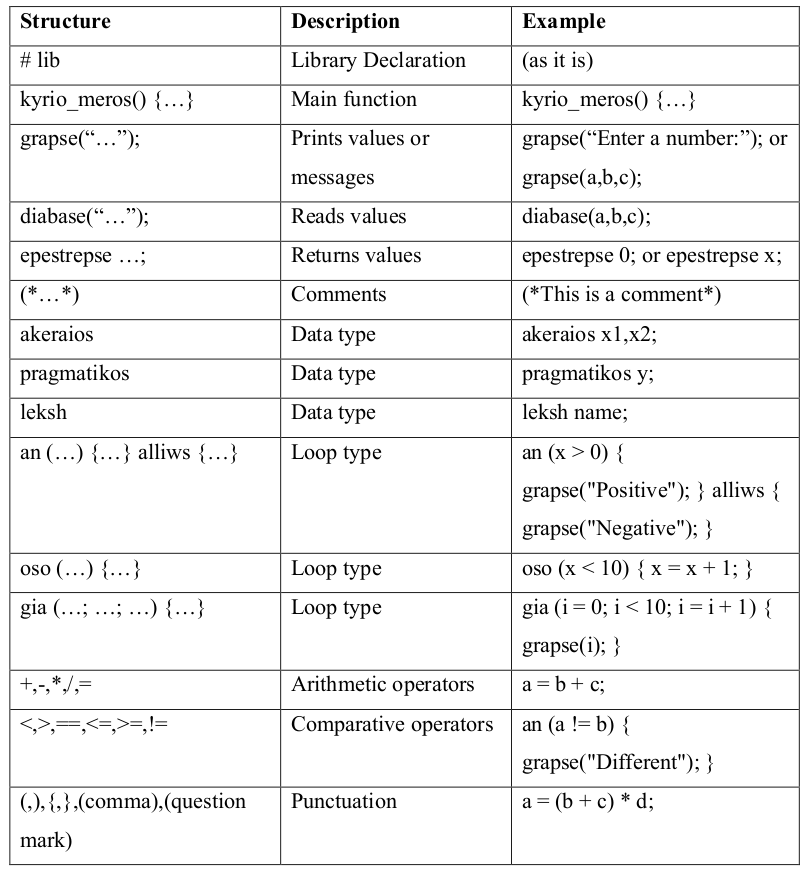 Structure Description Example
# lib Library Declaration (as it is)
kyrio_meros() {…} Main function kyrio_meros() {…}
grapse(“…”); Prints values or grapse(“Enter a number:”); or
messages grapse(a,b,c);
diabase(“…”); Reads values diabase(a,b,c);
epestrepse …; Returns values epestrepse 0; or epestrepse x;
(*…*) Comments (*This is a comment*)
akeraios Data type akeraios x1,x2;
pragmatikos Data type pragmatikos y;
leksh Data type leksh name;
an (…) {…} alliws {…} Loop type an (x > 0) {
grapse("Positive"); } alliws {
grapse("Negative"); }
oso (…) {…} Loop type oso (x < 10) { x = x + 1; }
gia (…; …; …) {…} Loop type gia (i = 0; i < 10; i = i + 1) {
grapse(i); }
+,-,*,/,= Arithmetic operators a = b + c;
<,>,==,<=,>=,!= Comparative operators an (a != b) {
grapse("Different"); }
(,),{,},(comma),(question Punctuation a = (b + c) * d;
mark)